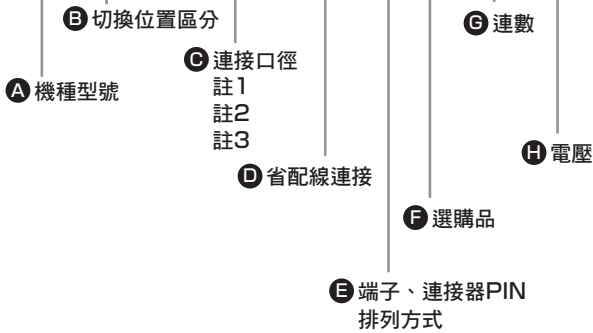 B 切換位置區分
G 連數
C 連接口徑
註1
註2
註3
A 機種型號
H 電壓
D 省配線連接
F 選購品
E 端子、連接器PIN
排列方式